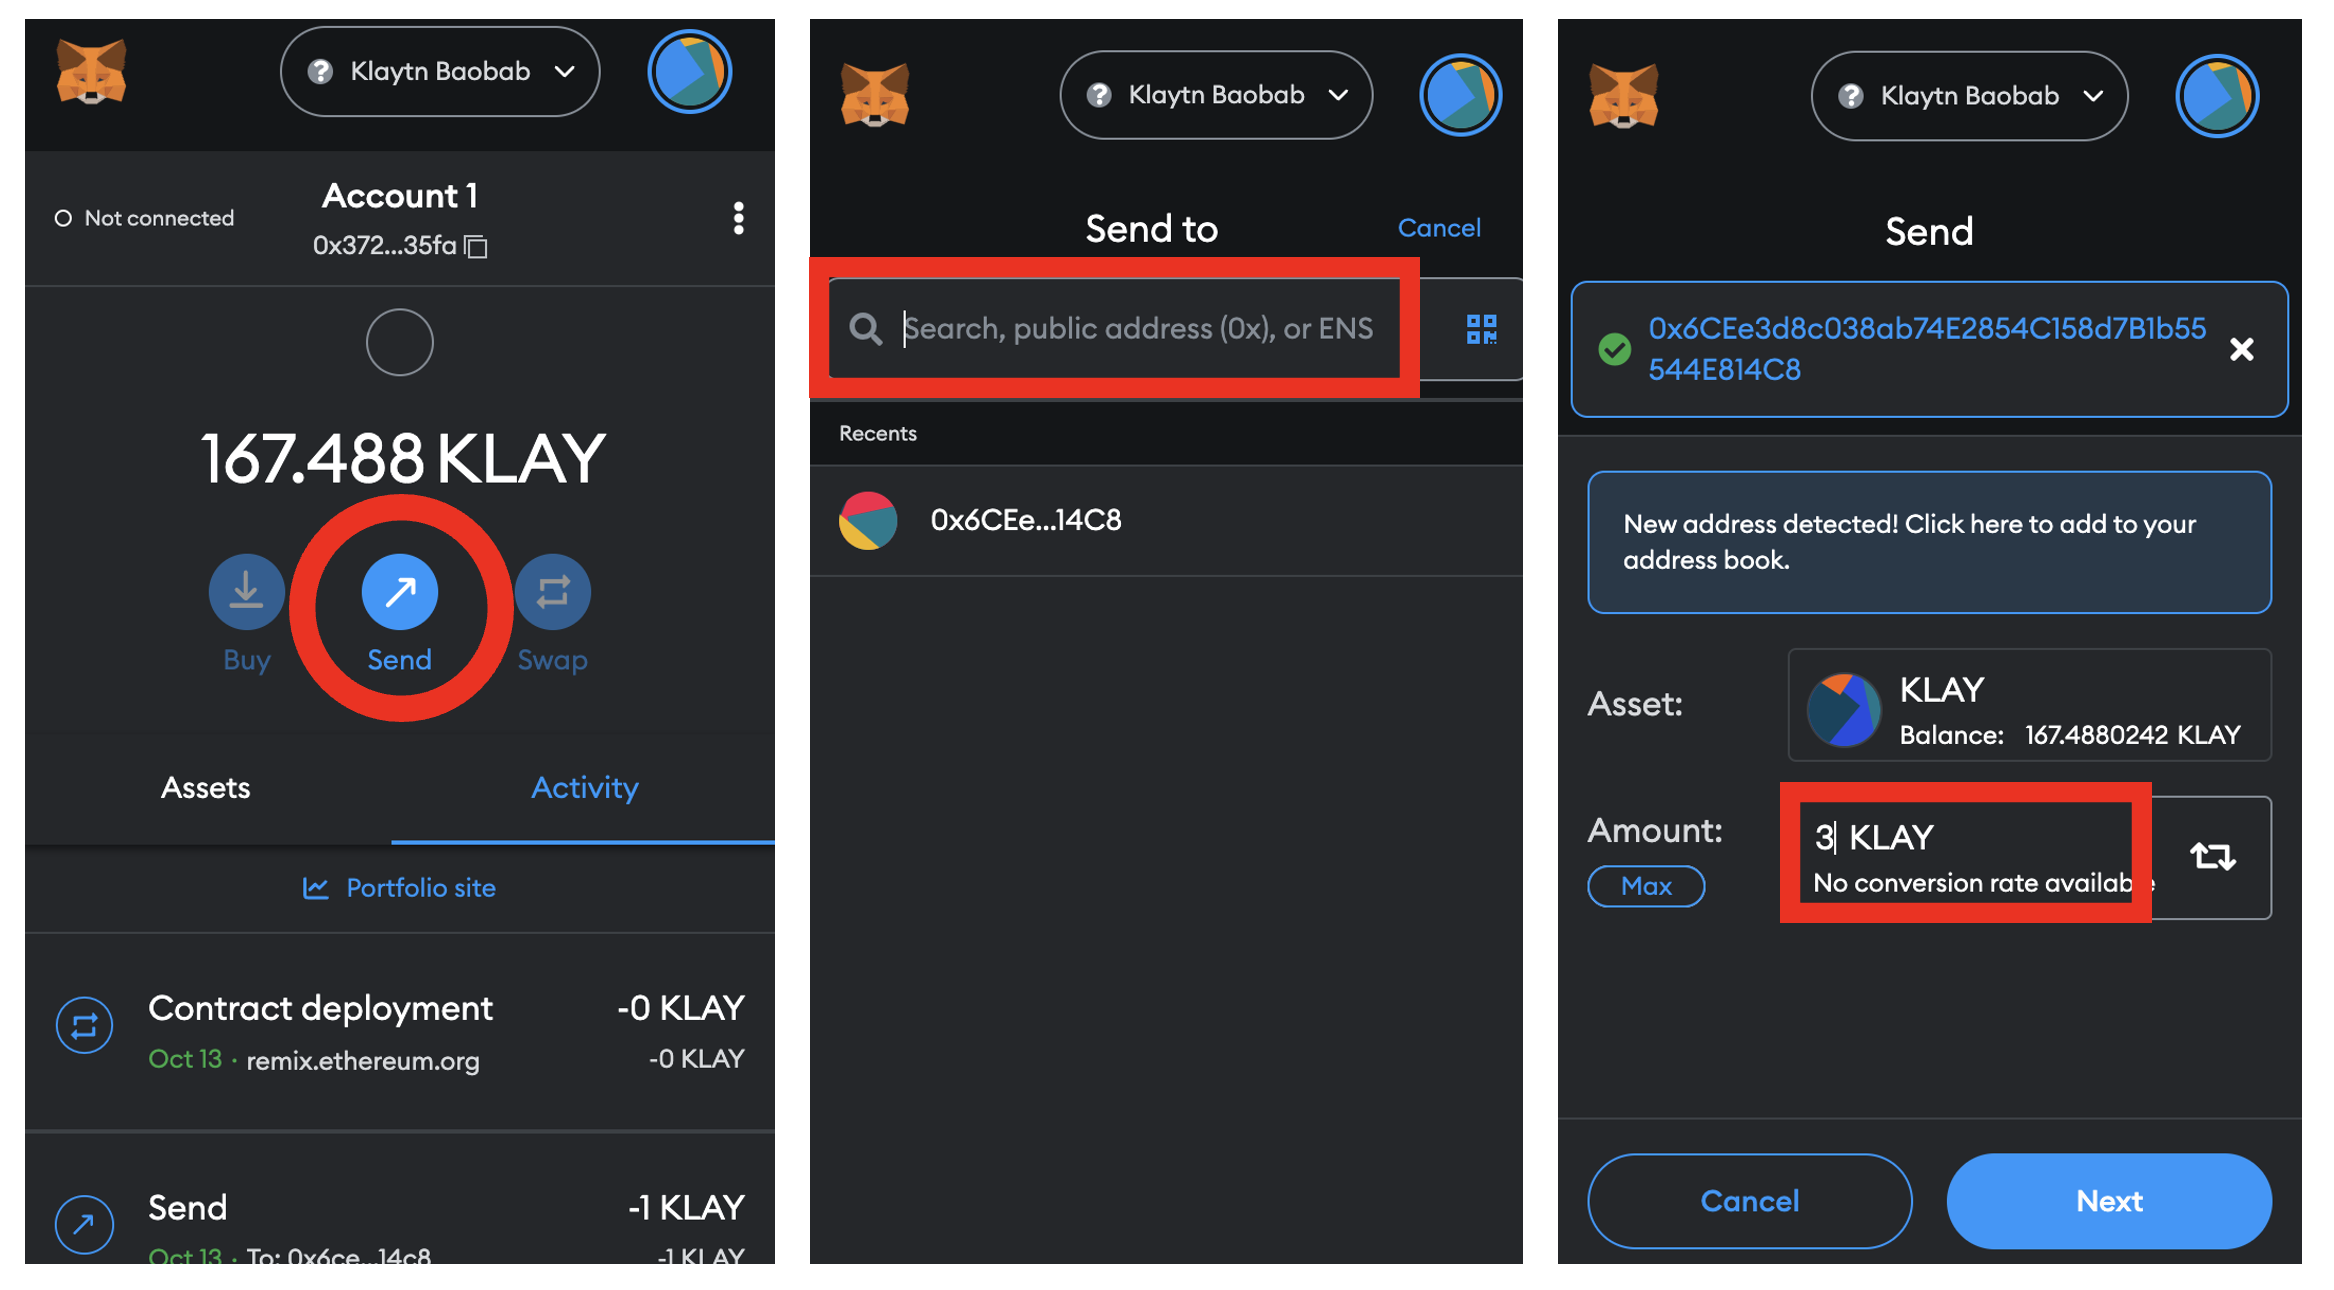 Klaytn Baobab
Not connected
Account 1
0x372...35fa
167.488 KLAY
Buy
Send
Swap
Assets
Activity
Portfolio site
Contract deployment
-0 KLAY
Oct 13 · remix.ethereum.org
-0 KLAY
Send
-1 KLAY
Oct 13 · To: 0x6ce...14c8
-1 KLAY
Klaytn Baobab
Send to
Cancel
Search, public address (0x), or ENS
Recents
0x6CEe...14C8
Klaytn Baobab
Send
0x6CEe3d8c038ab74E2854C158d7B1b55
544E814C8
New address detected! Click here to add to your
address book.
Asset:
KLAY
Balance: 167.4880242 KLAY
Amount:
Max
3 KLAY
No conversion rate available
Cancel
Next